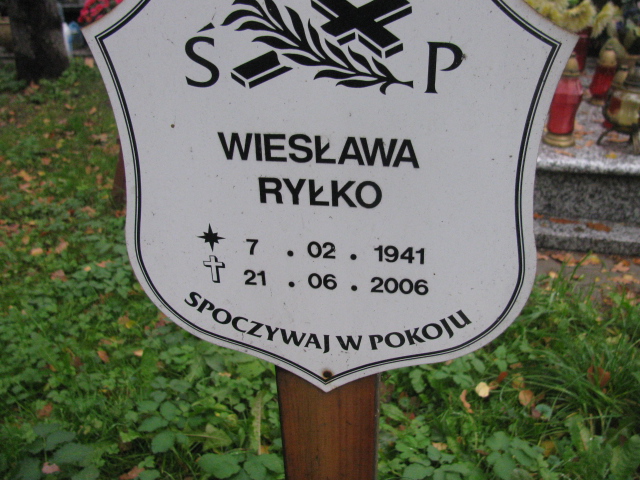 Ś P
WIESŁAWA
RYŁKO
7 . 02 . 1941
21 . 06 . 2006
SPOCZYWAJ W POKOJU